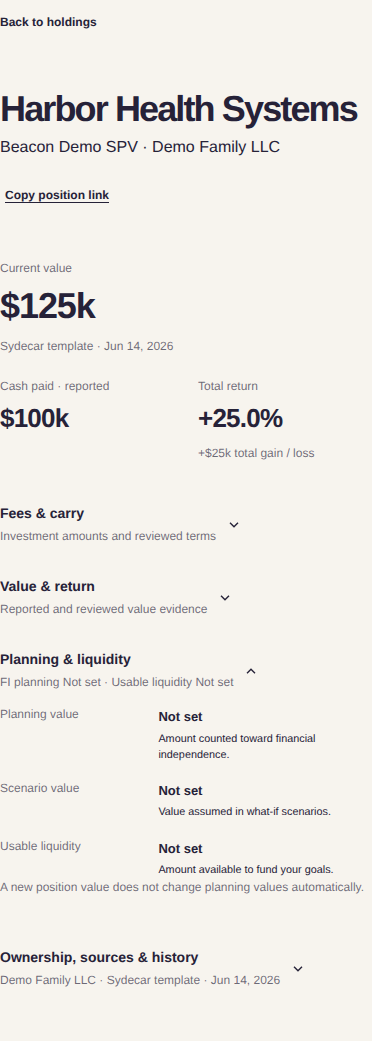 Back to holdings
Harbor Health Systems
Beacon Demo SPV · Demo Family LLC
Copy position link
Current value
$125k
Sydecar template · Jun 14, 2026
Cash paid · reported
$100k
Total return
+25.0%
+$25k total gain / loss
Fees & carry
Investment amounts and reviewed terms
Value & return
Reported and reviewed value evidence
Planning & liquidity
FI planning Not set · Usable liquidity Not set
Planning value
Not set
Amount counted toward financial
independence.
Scenario value
Not set
Value assumed in what-if scenarios.
Usable liquidity
Not set
Amount available to fund your goals.
A new position value does not change planning values automatically.
Ownership, sources & history
Demo Family LLC · Sydecar template · Jun 14, 2026